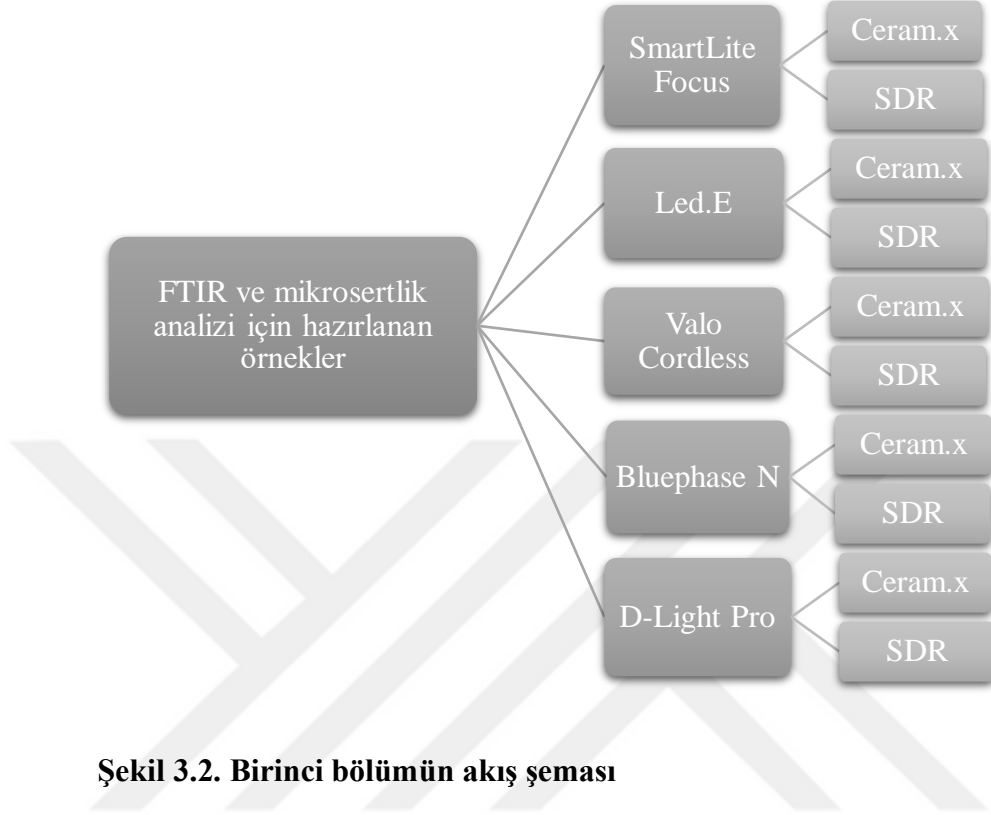 FTIR ve mikrosertlik
analizi için hazırlanan
örnekler
SmartLite
Focus
Ceram.x
SDR
Led.E
Ceram.x
SDR
Valo
Cordless
Ceram.x
SDR
Bluephase N
Ceram.x
SDR
D-Light Pro
Ceram.x
SDR
Şekil 3.2. Birinci bölümün akış şeması